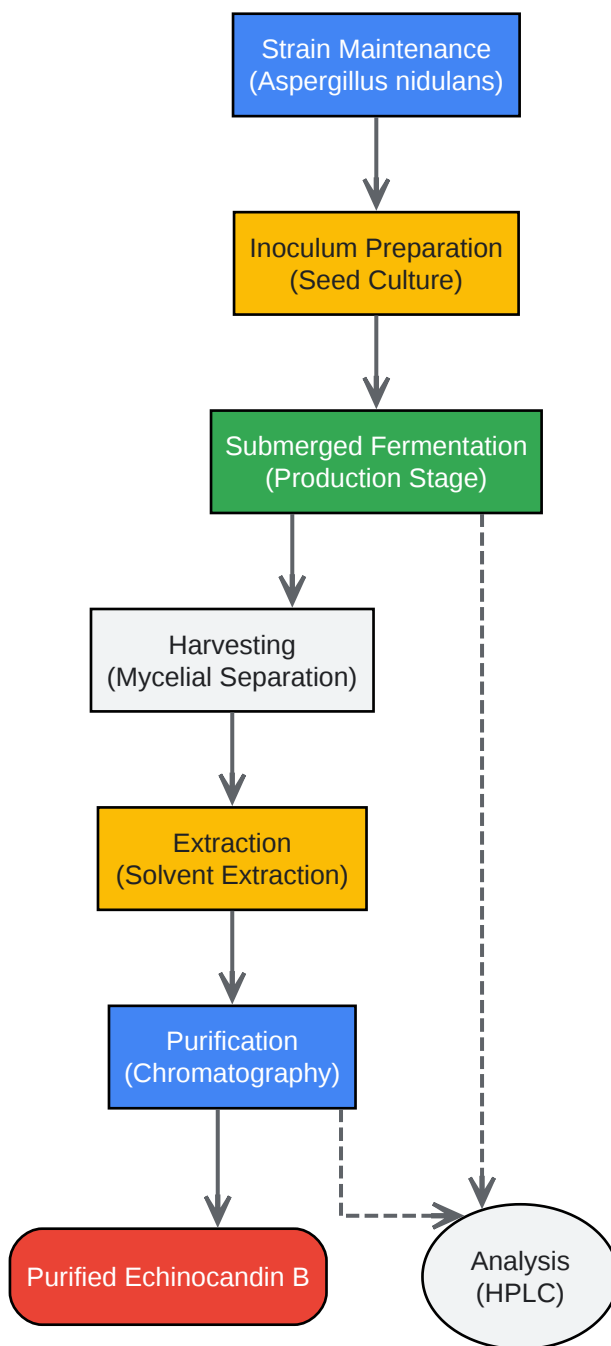 Strain Maintenance
(Aspergillus nidulans)
Inoculum Preparation
(Seed Culture)
Submerged Fermentation
(Production Stage)
Harvesting
(Mycelial Separation)
Extraction
(Solvent Extraction)
Purification
(Chromatography)
Purified Echinocandin B
Analysis
(HPLC)